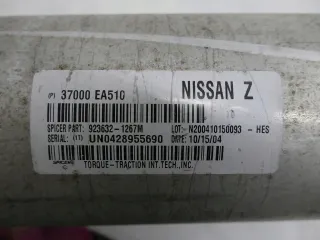 (P) 37000 EA510 NISSAN Z
SPICER PART: 923632-1267M LOT: N200410150093 - HES
SERIAL: (1T) UN0428955690 DATE: 10/15/04
SPICER
TORQUE-TRACTION INT.TECH.,INC.